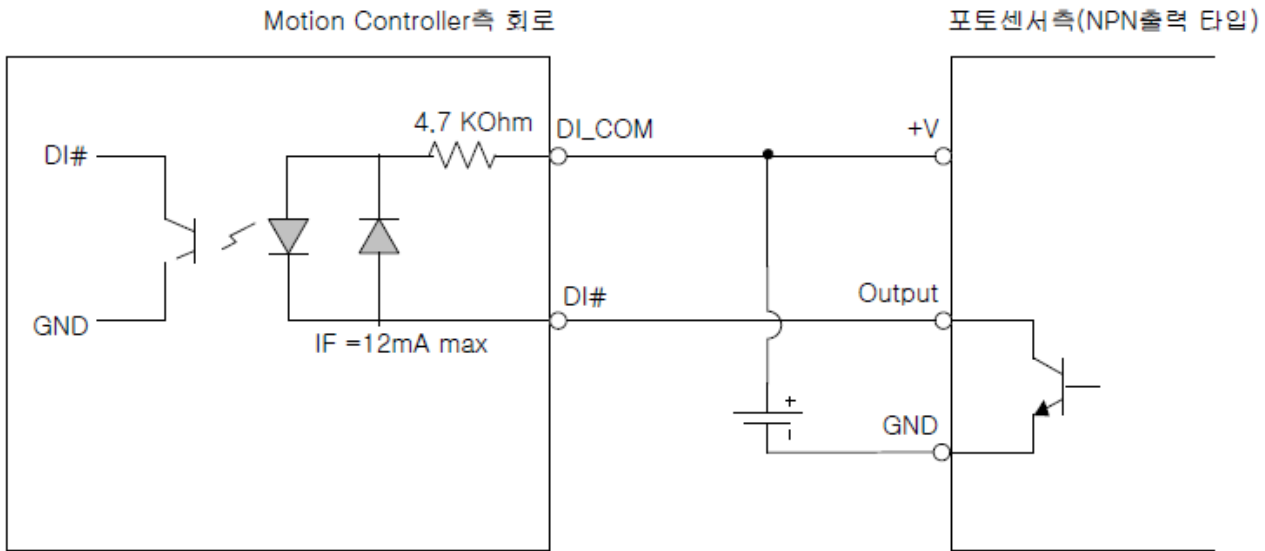 Motion Controller측 회로
포토센서측(NPN출력 타입)
4.7 KOhm
DI_COM
+V
DI#
DI#
Output
GND
IF =12mA max
+
-
GND